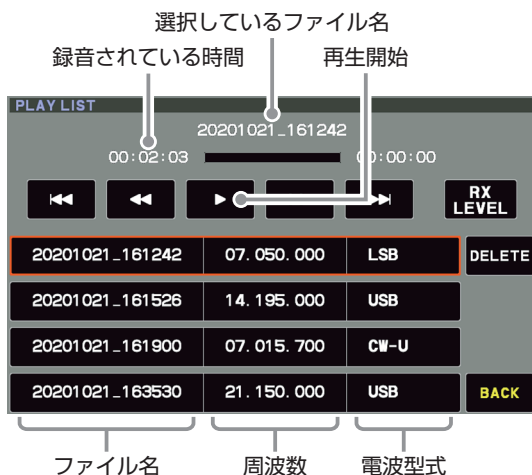 選択しているファイル名
録音されている時間 再生開始
PLAY LIST
20201021_161242
00:02:03 00:00:00
RX
LEVEL
20201021_161242 07.050.000 LSB DELETE
20201021_161526 14.195.000 USB
20201021_161900 07.015.700 CW-U
20201021_163530 21.150.000 USB BACK
ファイル名 周波数 電波型式